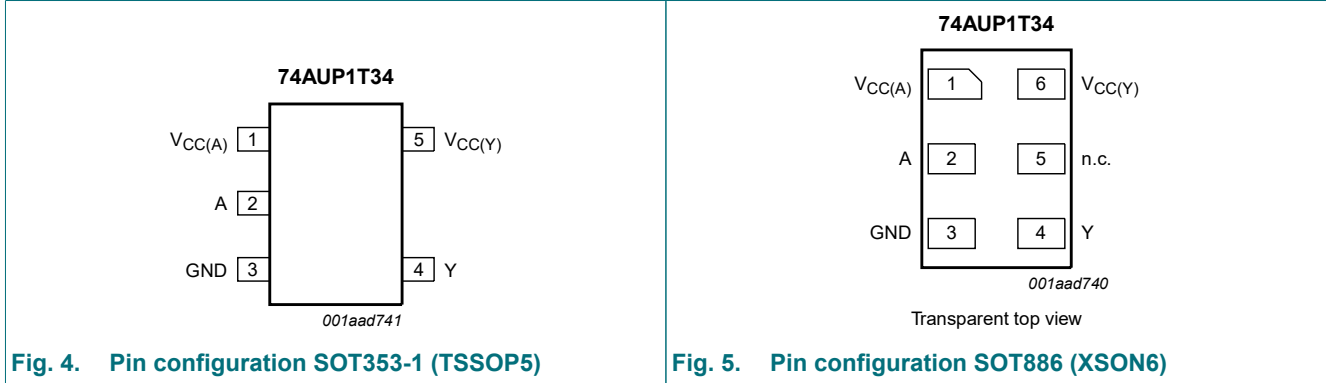 74AUP1T34
VCC(A) 1
5 VCC(Y)
A 2
GND 3
4 Y
001aad741
Fig. 4. Pin configuration SOT353-1 (TSSOP5)
74AUP1T34
VCC(A) 1
6 VCC(Y)
A 2
5 n.c.
GND 3
4 Y
001aad740
Transparent top view
Fig. 5. Pin configuration SOT886 (XSON6)